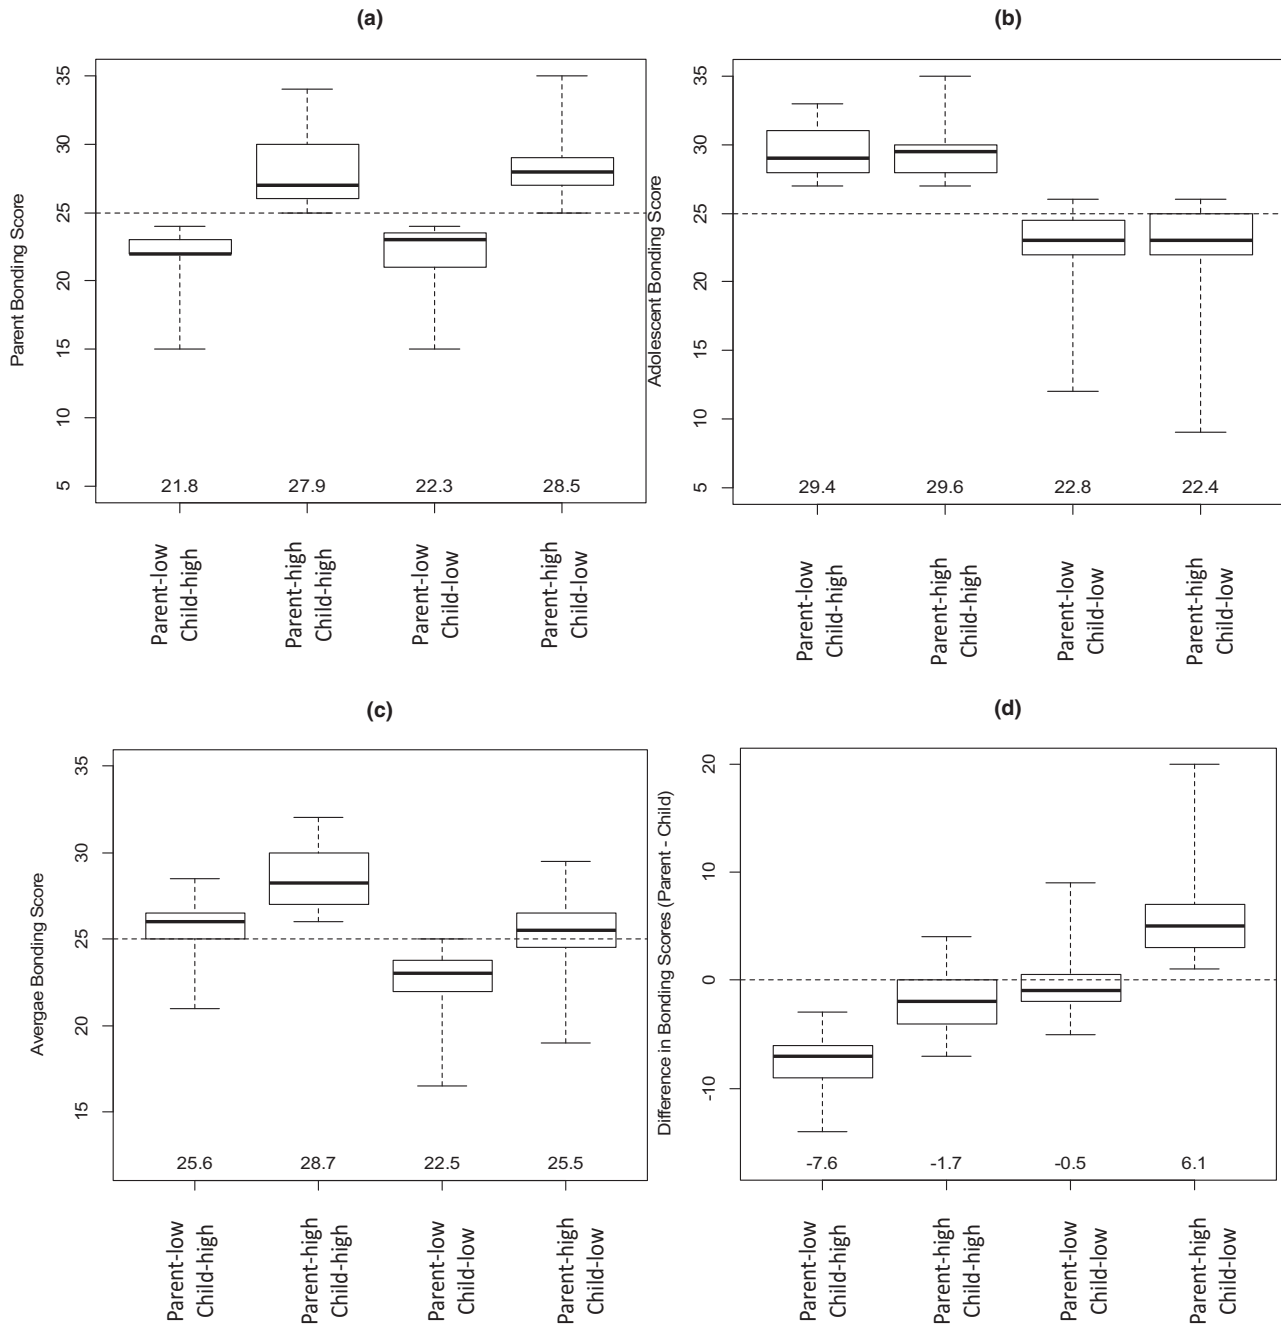 (a)
Parent Bonding Score
35
30
25
20
15
10
5
21.8
27.9
22.3
28.5
Parent-low
Child-high
Parent-high
Child-high
Parent-low
Child-low
Parent-high
Child-low
(b)
Adolescent Bonding Score
35
30
25
20
15
10
5
29.4
29.6
22.8
22.4
Parent-low
Child-high
Parent-high
Child-high
Parent-low
Child-low
Parent-high
Child-low
(c)
Avergae Bonding Score
35
30
25
20
15
25.6
28.7
22.5
25.5
Parent-low
Child-high
Parent-high
Child-high
Parent-low
Child-low
Parent-high
Child-low
(d)
Difference in Bonding Scores (Parent - Child)
20
10
0
-10
-7.6
-1.7
-0.5
6.1
Parent-low
Child-high
Parent-high
Child-high
Parent-low
Child-low
Parent-high
Child-low